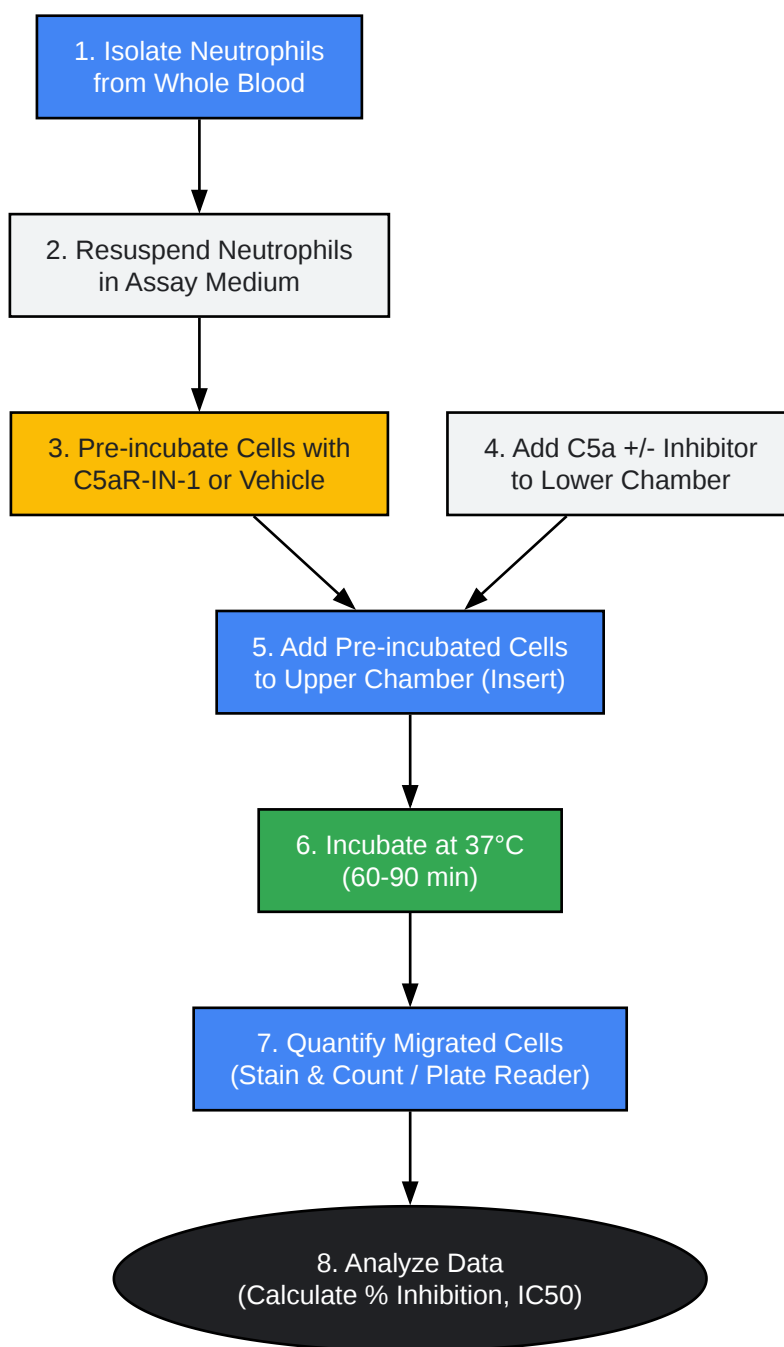 1. Isolate Neutrophils
from Whole Blood
2. Resuspend Neutrophils
in Assay Medium
3. Pre-incubate Cells with
C5aR-IN-1 or Vehicle
4. Add C5a +/- Inhibitor
to Lower Chamber
5. Add Pre-incubated Cells
to Upper Chamber (Insert)
6. Incubate at 37°C
(60-90 min)
7. Quantify Migrated Cells
(Stain & Count / Plate Reader)
8. Analyze Data
(Calculate % Inhibition, IC50)